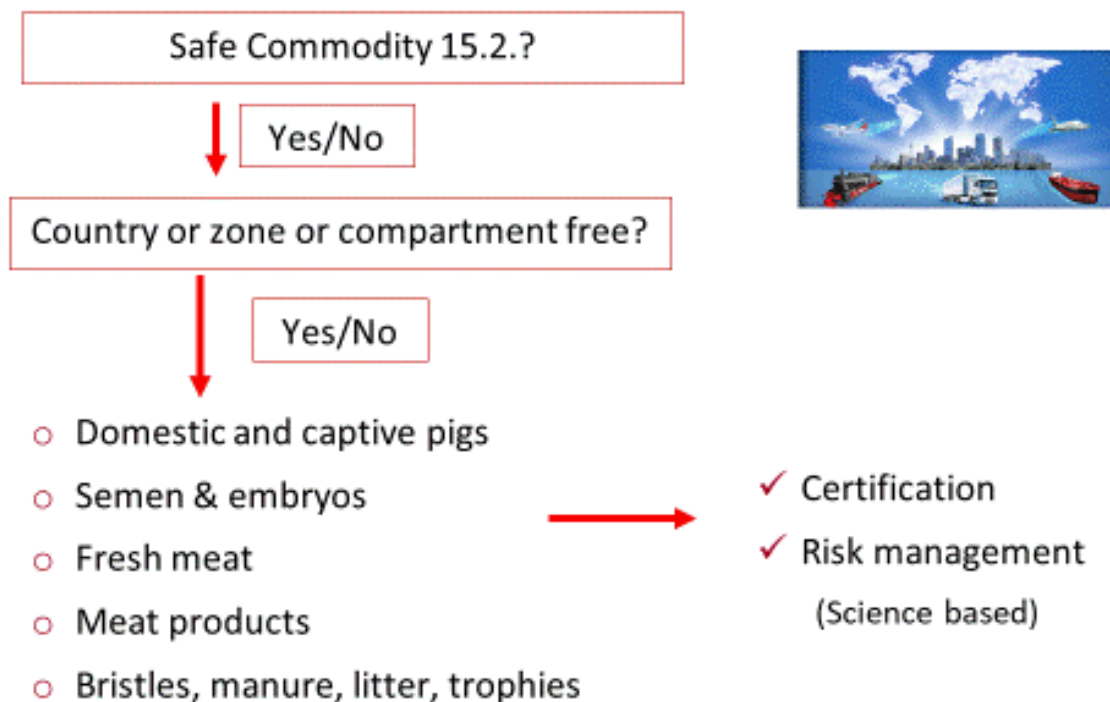 Safe Commodity 15.2.?
Yes/No
Country or zone or compartment free?
Yes/No
Domestic and captive pigs
Semen & embryos
Fresh meat
Meat products
Bristles, manure, litter, trophies
Certification
Risk management
(Science based)